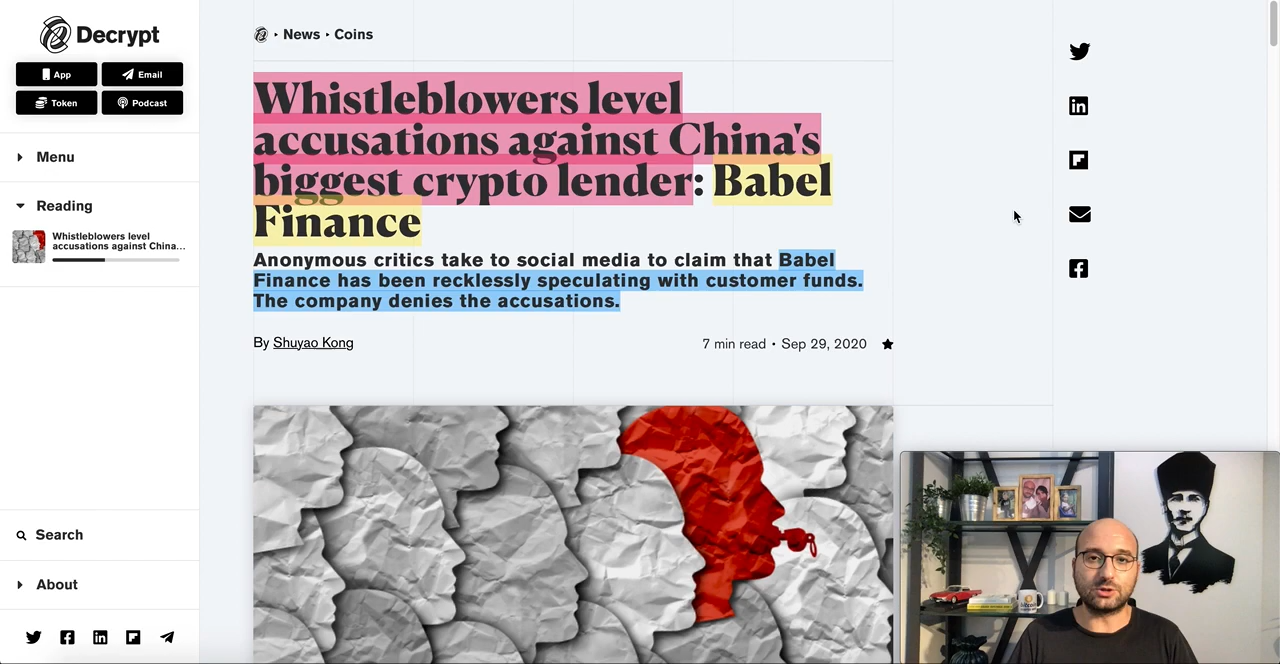 Decrypt
App
Email
Token
Podcast
Menu
Reading
Whistleblowers level
accusations against China...
Search
About
News
Coins
Whistleblowers level
accusations against China's
biggest crypto lender: Babel
Finance
Anonymous critics take to social media to claim that Babel
Finance has been recklessly speculating with customer funds.
The company denies the accusations.
By Shuyao Kong
7 min read • Sep 29, 2020